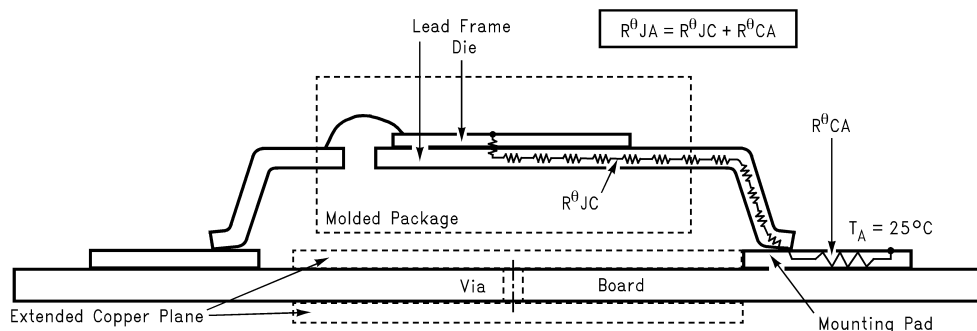 RθJA = RθJC + RθCA
Lead Frame
Die
RθCA
RθJC
Molded Package
TA = 25°C
Via
Board
Extended Copper Plane
Mounting Pad